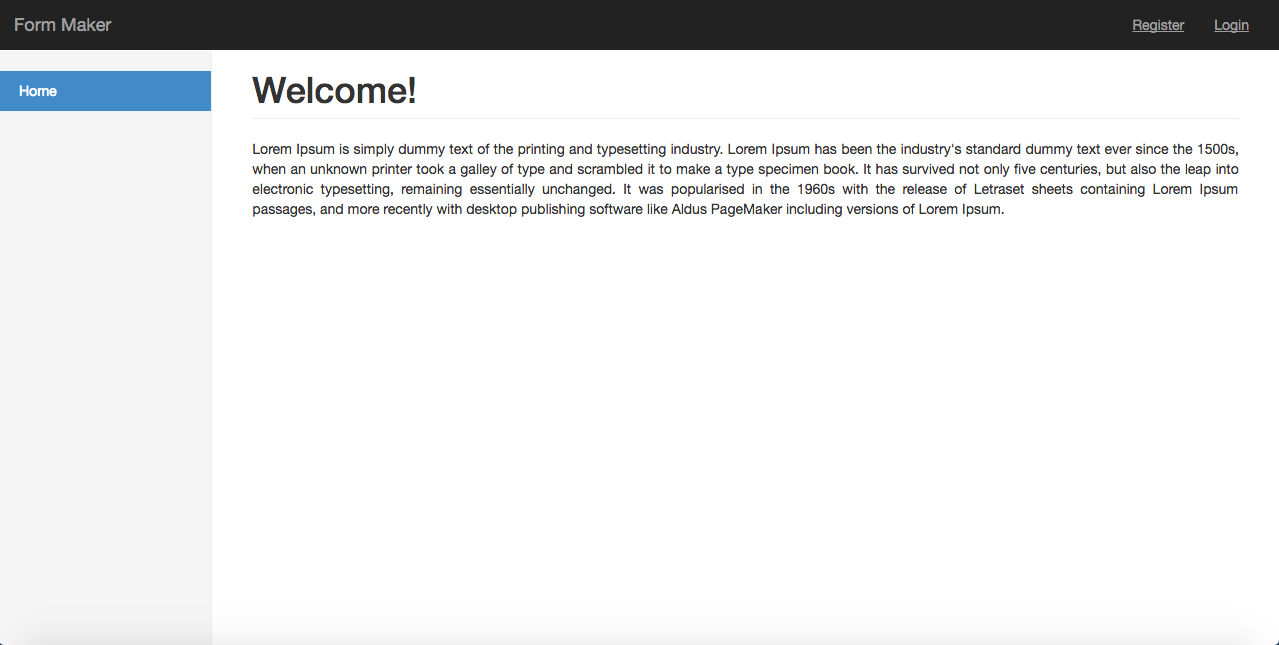 Form Maker
Register
Login
Home
Welcome!
Lorem Ipsum is simply dummy text of the printing and typesetting industry. Lorem Ipsum has been the industry's standard dummy text ever since the 1500s,
when an unknown printer took a galley of type and scrambled it to make a type specimen book. It has survived not only five centuries, but also the leap into
electronic typesetting, remaining essentially unchanged. It was popularised in the 1960s with the release of Letraset sheets containing Lorem Ipsum
passages, and more recently with desktop publishing software like Aldus PageMaker including versions of Lorem Ipsum.